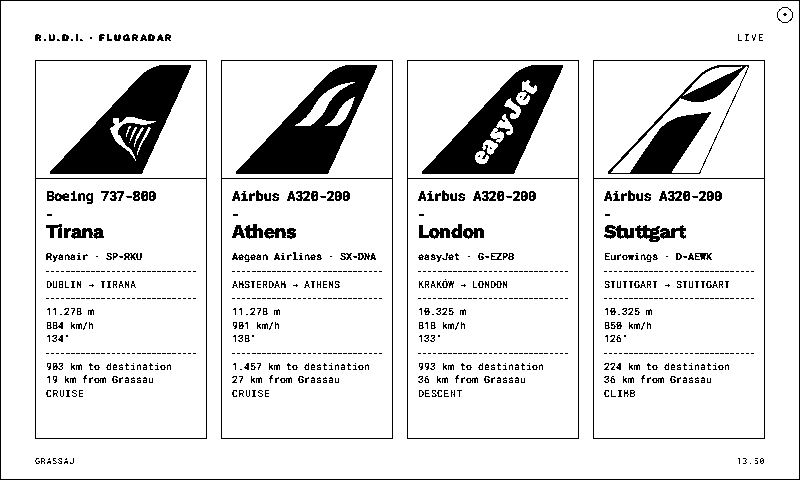 R.U.D.I. · FLUGRADAR
LIVE
Boeing 737-800
-
Tirana
Ryanair · SP-RKU
DUBLIN → TIRANA
11.278 m
884 km/h
134°
903 km to destination
19 km from Grassau
CRUISE
Airbus A320-200
-
Athens
Aegean Airlines · SX-DNA
AMSTERDAM → ATHENS
11.278 m
901 km/h
138°
1.457 km to destination
27 km from Grassau
CRUISE
easyJet
Airbus A320-200
-
London
easyJet · G-EZPB
KRAKÓW → LONDON
10.325 m
818 km/h
133°
993 km to destination
36 km from Grassau
DESCENT
Airbus A320-200
-
Stuttgart
Eurowings · D-AEWK
STUTTGART → STUTTGART
10.325 m
850 km/h
126°
224 km to destination
36 km from Grassau
CLIMB
GRASSAU
13.50